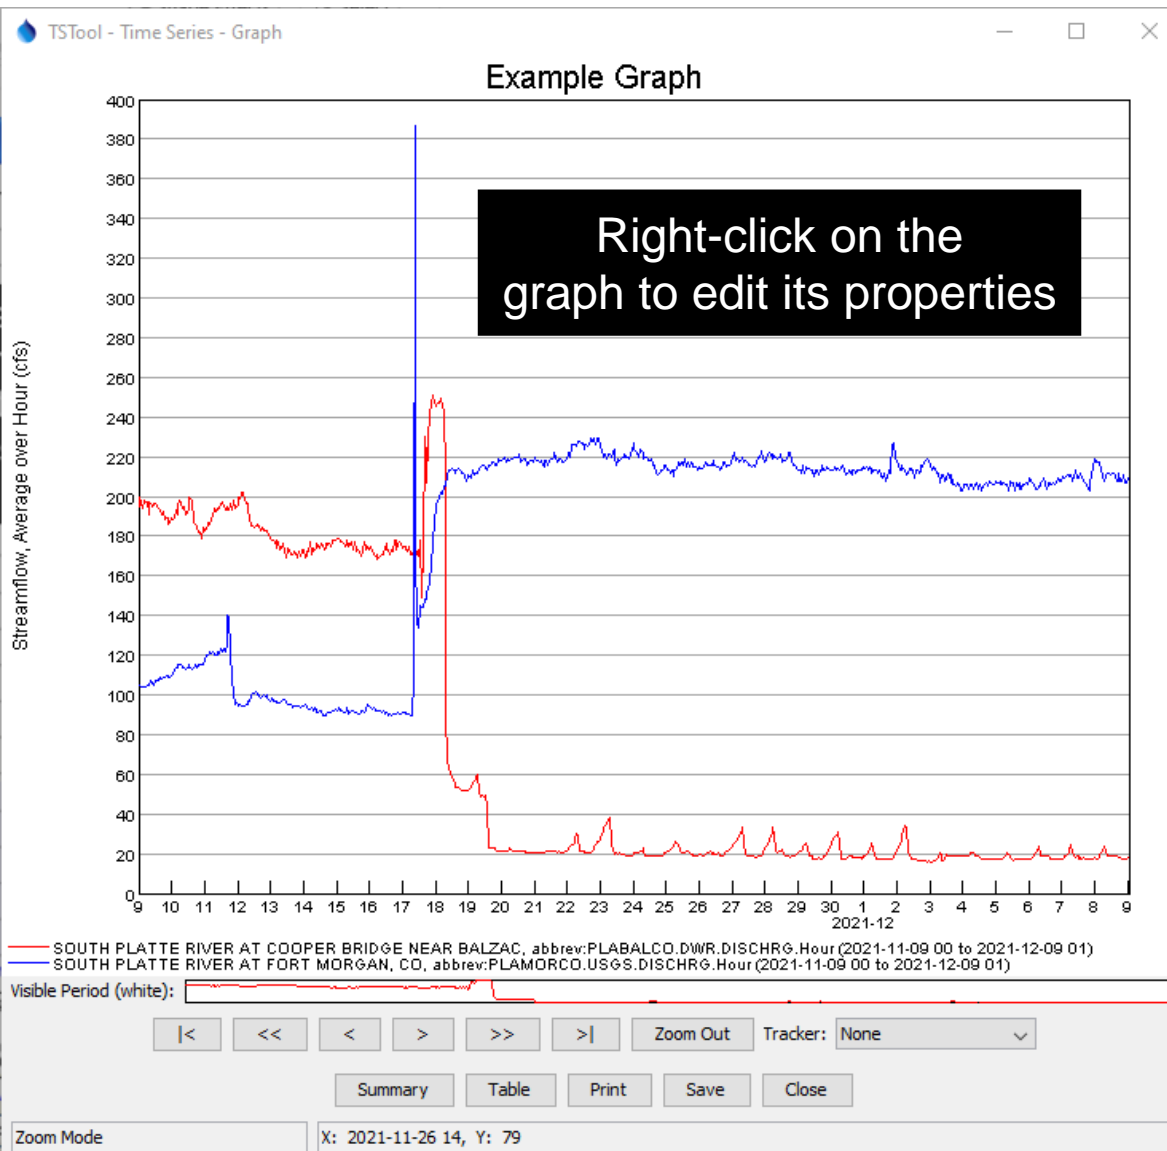 TSTool - Time Series - Graph
Example Graph
400
380
360
340
320
300
280
260
240
220
200
180
160
140
120
100
80
60
40
20
0
Streamflow, Average over Hour (cfs)
Right-click on the
graph to edit its properties
9 10 11 12 13 14 15 16 17 18 19 20 21 22 23 24 25 26 27 28 29 30 1 2 3 4 5 6 7 8 9
2021-12
SOUTH PLATTE RIVER AT COOPER BRIDGE NEAR BALZAC, abbrev:PLABALCO.DWR.DISCHRG.Hour (2021-11-09 00 to 2021-12-09 01)
SOUTH PLATTE RIVER AT FORT MORGAN, CO, abbrev:PLAMORCO.USGS.DISCHRG.Hour (2021-11-09 00 to 2021-12-09 01)
Visible Period (white):
|< << < > >> >| Zoom Out Tracker: None
Summary Table Print Save Close
Zoom Mode X: 2021-11-26 14, Y: 79